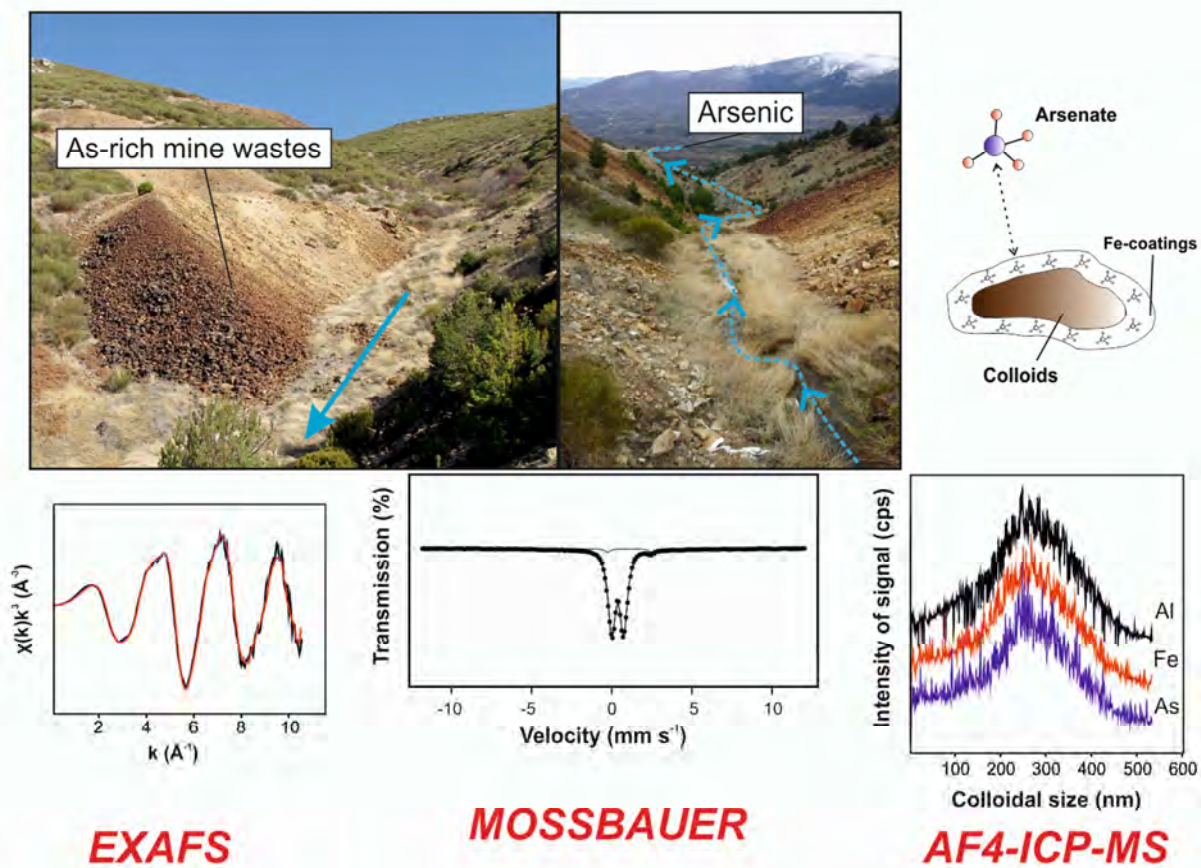 As-rich mine wastes
Arsenic
Arsenate
Fe-coatings
Colloids
χ(k)k³ (Å⁻³)
2 4 6 8 10
k (Å⁻¹)
EXAFS
Transmission (%)
-10 -5 0 5 10
Velocity (mm s⁻¹)
MOSSBAUER
Intensity of signal (cps)
Al
Fe
As
100 200 300 400 500 600
Colloidal size (nm)
AF4-ICP-MS